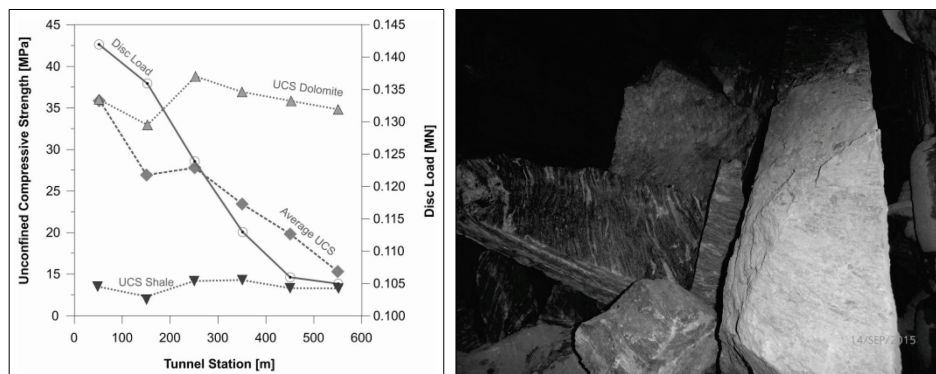 45
40
35
30
25
20
15
10
5
0
Unconfined Compressive Strength [MPa]
0 100 200 300 400 500 600
Tunnel Station [m]
0.145
0.140
0.135
0.130
0.125
0.120
0.115
0.110
0.105
0.100
Disc Load [MN]
Disc Load
UCS Dolomite
Average UCS
UCS Shale
14/SEP/2015